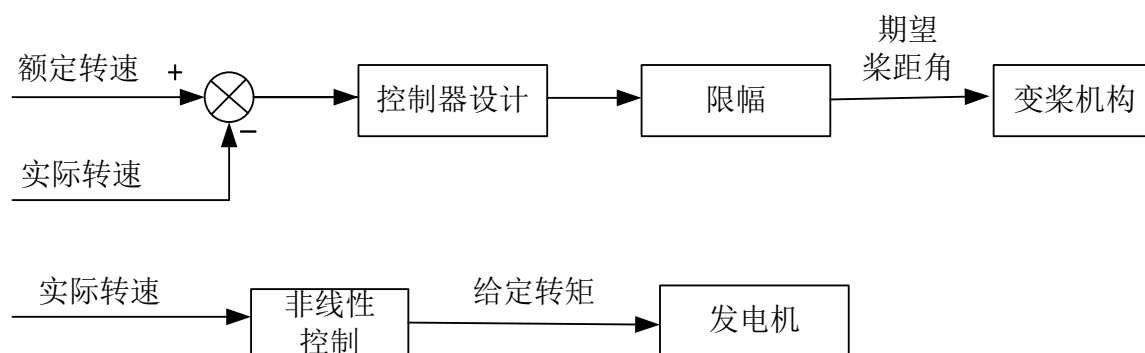 额定转速
+
−
实际转速
控制器设计
限幅
期望
桨距角
变桨机构
实际转速
非线性
控制
给定转矩
发电机